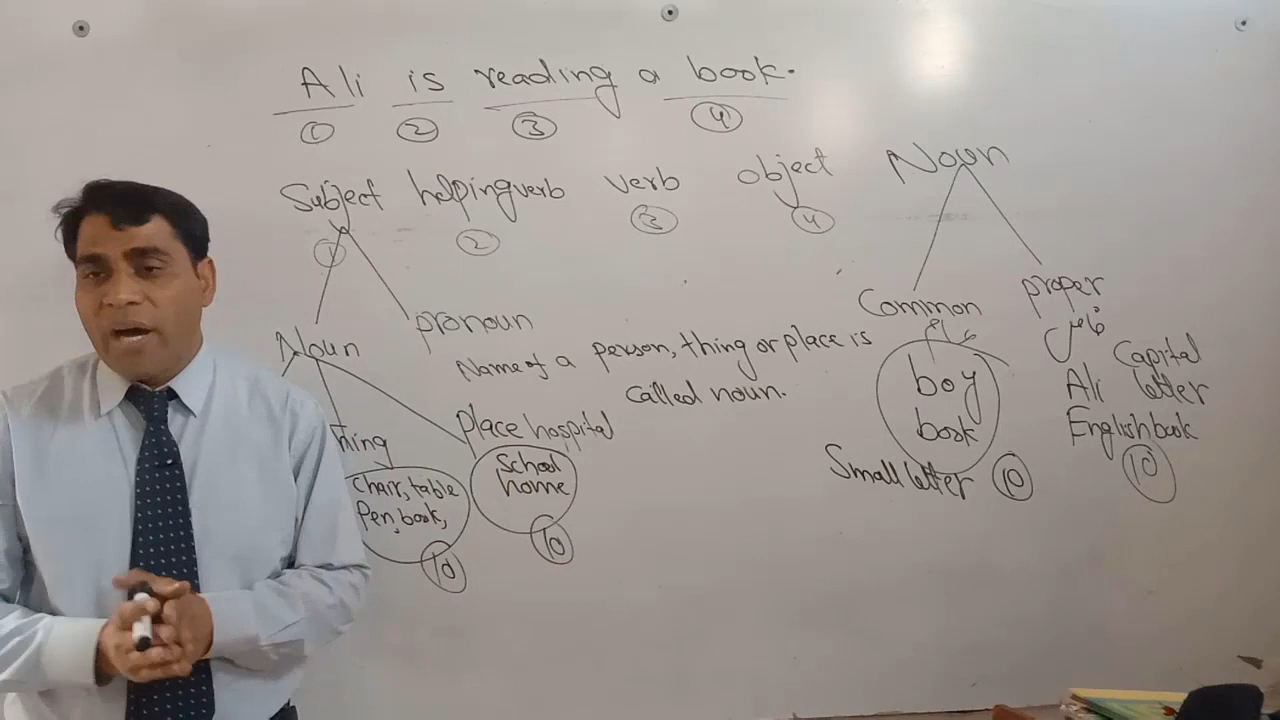 Ali is reading a book.
① ② ③ ④
Subject helping verb verb object
① ② ③ ④
Noun pronoun
Name of a person, thing or place is
called noun.
thing
chair, table
Pen, book,
10
place hospital
School
home
10
Noun
Common proper
عام خاص
boy
book
Small letter 10
Capital
Ali letter
English book
10